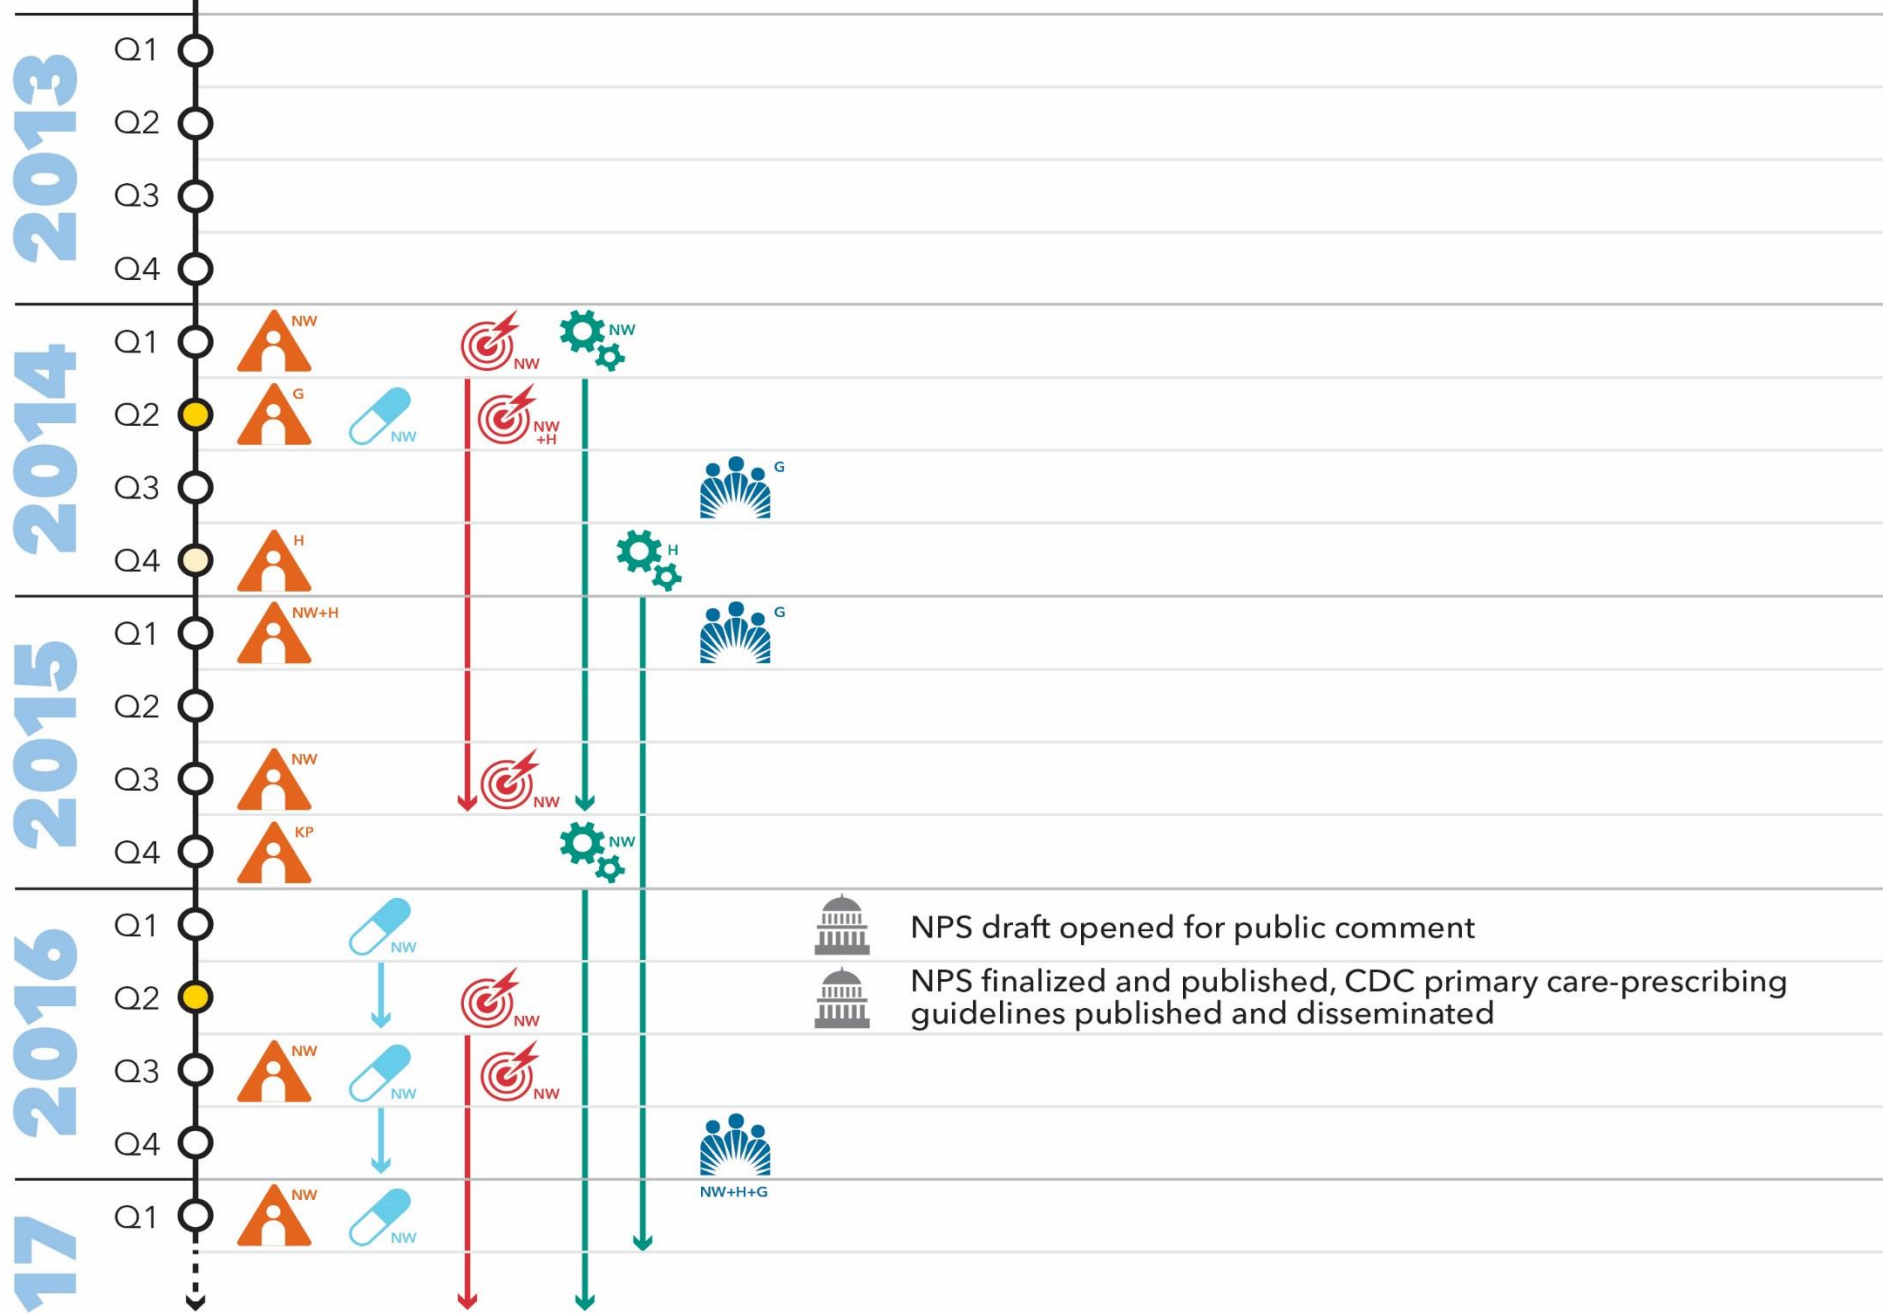 2013
Q1
Q2
Q3
Q4
2014
Q1
NW
NW
NW
Q2
G
NW
NW
+H
Q3
G
Q4
H
H
2015
Q1
NW+H
G
Q2
Q3
NW
NW
Q4
KP
NW
2016
Q1
NW
NPS draft opened for public comment
Q2
NW
NPS finalized and published, CDC primary care-prescribing
guidelines published and disseminated
Q3
NW
NW
NW
Q4
NW+H+G
17
Q1
NW
NW